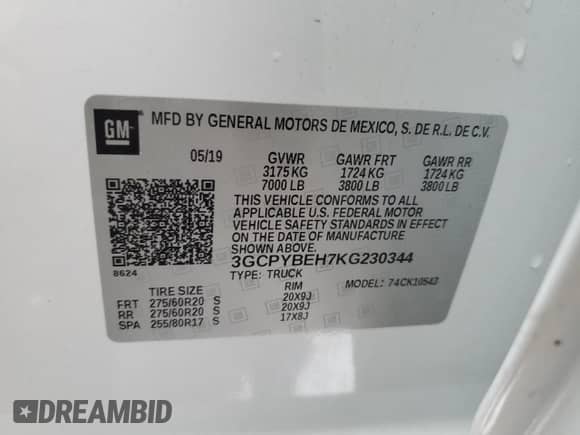 GM
MFD BY GENERAL MOTORS DE MEXICO, S. DE R.L. DE C.V.
05/19 GVWR GAWR FRT GAWR RR
3175 KG 1724 KG 1724 KG
7000 LB 3800 LB 3800 LB
THIS VEHICLE CONFORMS TO ALL
APPLICABLE U.S. FEDERAL MOTOR
VEHICLE SAFETY STANDARDS IN EFFECT
ON THE DATE OF MANUFACTURE
SHOWN ABOVE.
3GCPYBEH7KG230344
8624
TYPE: TRUCK MODEL: 74CK10543
TIRE SIZE RIM
FRT 275/60R20 S 20X9J
RR 275/60R20 S 20X9J
SPA 255/80R17 S 17X8J
DREAMBID